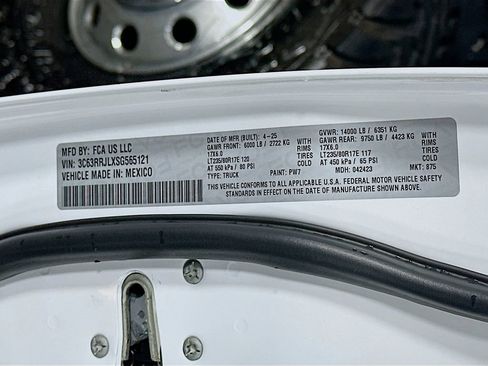 MFD BY: FCA US LLC
VIN: 3C63RRJLXSG565121
VEHICLE MADE IN: MEXICO
DATE OF MFR (BUILT): 4-25
GAWR FRONT: 6000 LB / 2722 KG
17X6.0 RIMS
LT235/80R17E 120 TIRES
AT 550 KPA / 80 PSI COLD
TYPE: TRUCK PAINT: PW7
GVWR: 14000 LB / 6351 KG
GAWR REAR: 9750 LB / 4423 KG
17X6.0 RIMS
LT235/80R17E 117 TIRES
AT 450 kPa / 65 PSI COLD
MDH: 042423 MKT: 875
THIS VEHICLE CONFORMS TO ALL APPLICABLE U.S.A. FEDERAL MOTOR VEHICLE SAFETY
STANDARDS IN EFFECT ON THE DATE OF MANUFACTURE SHOWN ABOVE.